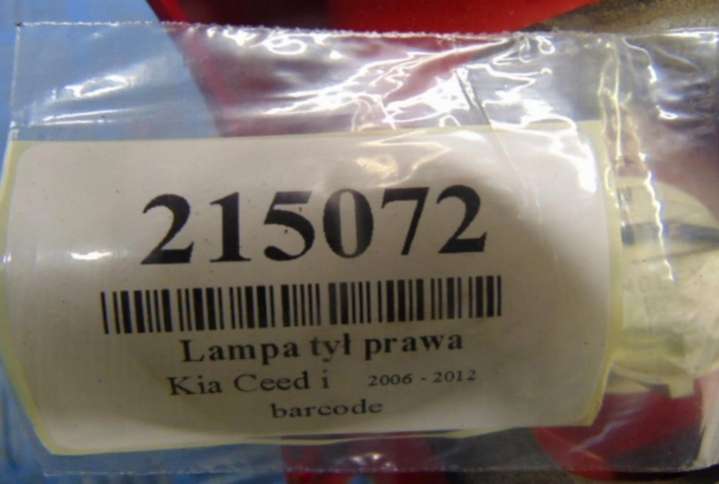 215072
Lampa tył prawa
Kia Ceed i 2006 - 2012
barcode